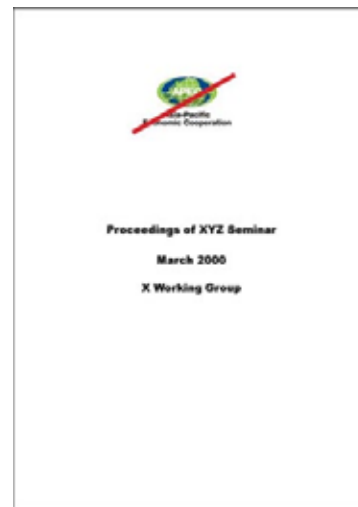 APEC
Asia-Pacific
Economic Cooperation
Proceedings of XYZ Seminar
March 2000
X Working Group